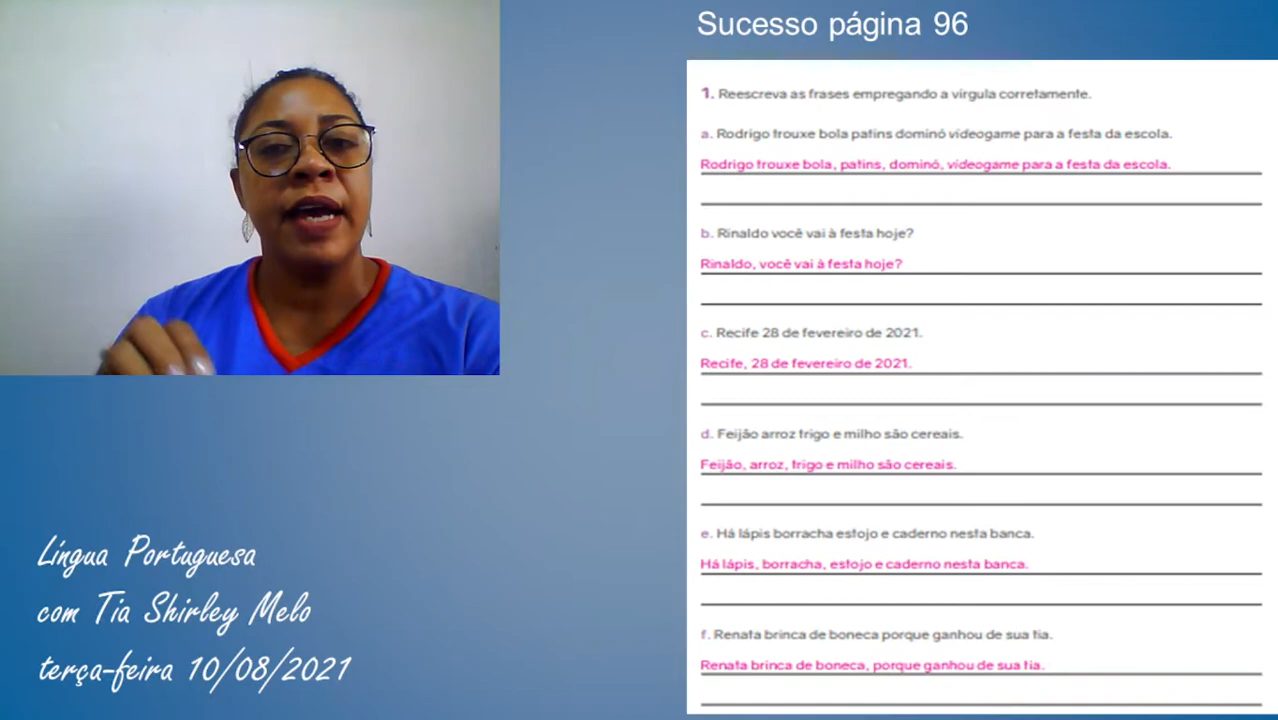 Sucesso página 96
1. Reescreva as frases empregando a vírgula corretamente.
a. Rodrigo trouxe bola patins dominó videogame para a festa da escola.
Rodrigo trouxe bola, patins, dominó, videogame para a festa da escola.
b. Rinaldo você vai à festa hoje?
Rinaldo, você vai à festa hoje?
c. Recife 28 de fevereiro de 2021.
Recife, 28 de fevereiro de 2021.
d. Feijão arroz trigo e milho são cereais.
Feijão, arroz, trigo e milho são cereais.
e. Há lápis borracha estojo e caderno nesta banca.
Há lápis, borracha, estojo e caderno nesta banca.
f. Renata brinca de boneca porque ganhou de sua tia.
Renata brinca de boneca, porque ganhou de sua tia.
Língua Portuguesa
com Tia Shirley Melo
terça-feira 10/08/2021